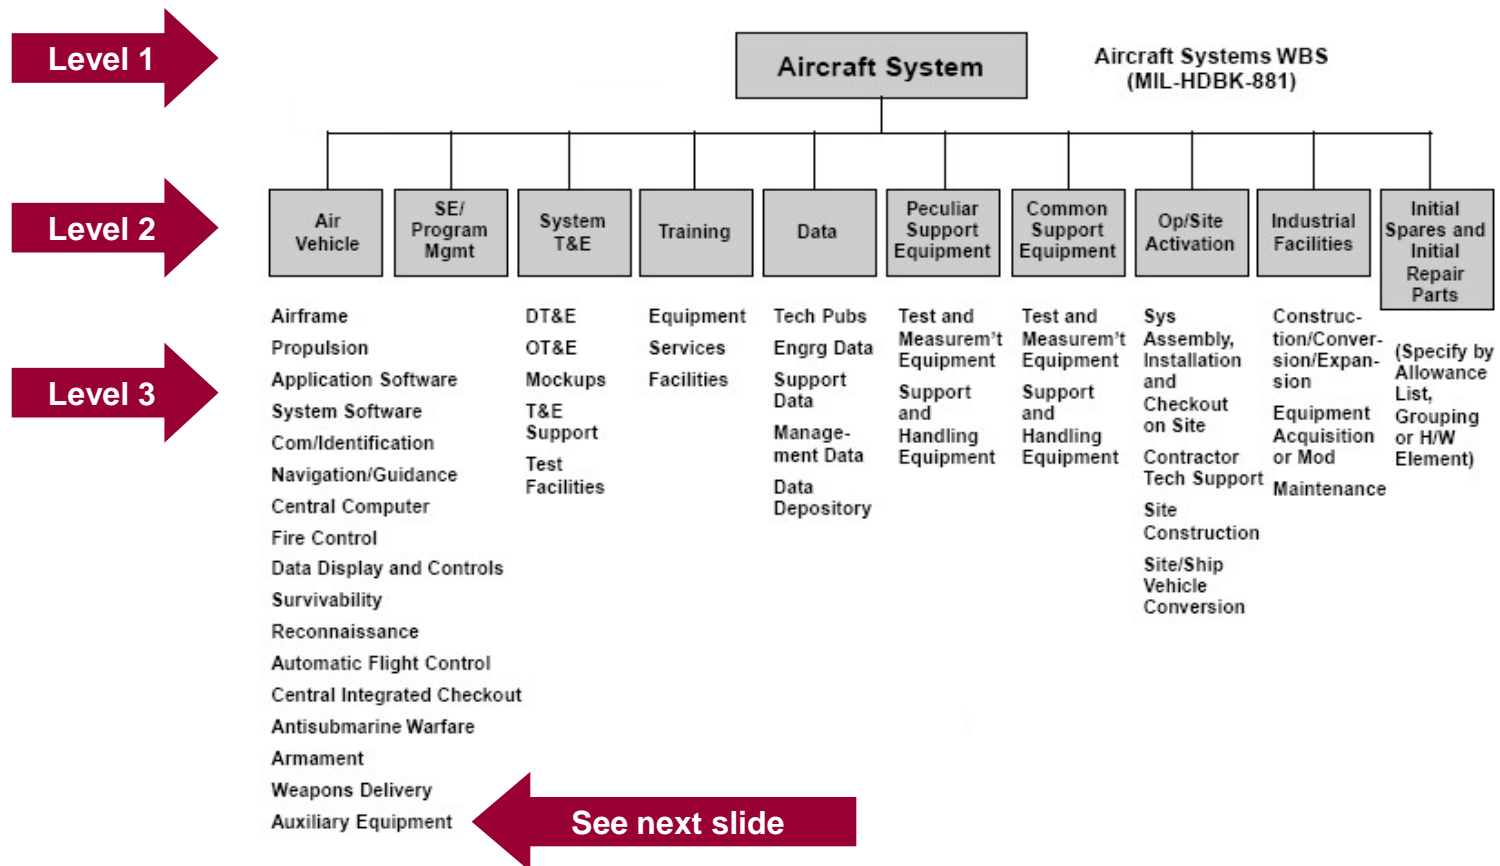 Level 1
Aircraft System
Aircraft Systems WBS
(MIL-HDBK-881)
Level 2
Air
Vehicle
SE/
Program
Mgmt
System
T&E
Training
Data
Peculiar
Support
Equipment
Common
Support
Equipment
Op/Site
Activation
Industrial
Facilities
Initial
Spares and
Initial
Repair
Parts
Level 3
Airframe
Propulsion
Application Software
System Software
Com/Identification
Navigation/Guidance
Central Computer
Fire Control
Data Display and Controls
Survivability
Reconnaissance
Automatic Flight Control
Central Integrated Checkout
Antisubmarine Warfare
Armament
Weapons Delivery
Auxiliary Equipment
See next slide
DT&E
OT&E
Mockups
T&E
Support
Test
Facilities
Equipment
Services
Facilities
Tech Pubs
Engrg Data
Support
Data
Manage-
ment Data
Data
Depository
Test and
Measurem't
Equipment
Support
and
Handling
Equipment
Test and
Measurem't
Equipment
Support
and
Handling
Equipment
Sys
Assembly,
Installation
and
Checkout
on Site
Contractor
Tech Support
Site
Construction
Site/Ship
Vehicle
Conversion
Construc-
tion/Conver-
sion/Expan-
sion
Equipment
Acquisition
or Mod
Maintenance
(Specify by
Allowance
List,
Grouping
or H/W
Element)